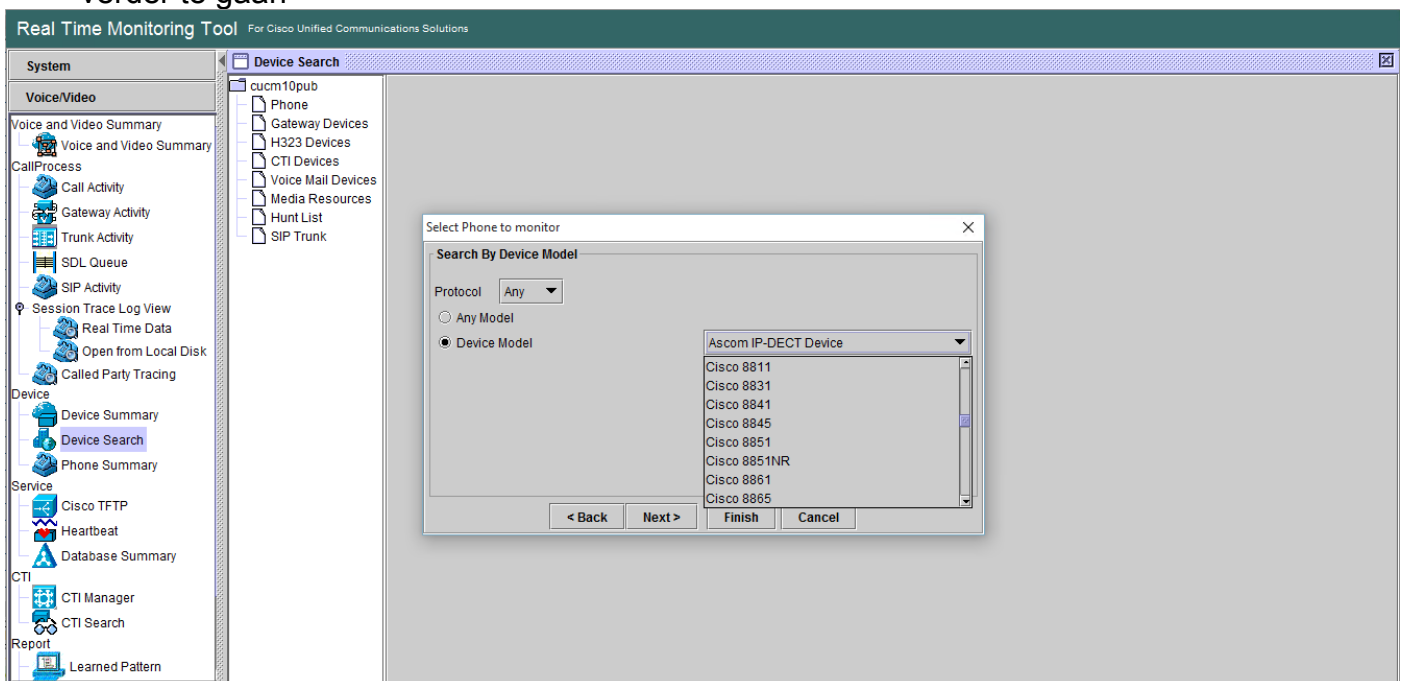 verder te gaan
Real Time Monitoring Tool For Cisco Unified Communications Solutions
System
Voice/Video
Voice and Video Summary
Voice and Video Summary
CallProcess
Call Activity
Gateway Activity
Trunk Activity
SDL Queue
SIP Activity
Session Trace Log View
Real Time Data
Open from Local Disk
Called Party Tracing
Device
Device Summary
Device Search
Phone Summary
Service
Cisco TFTP
Heartbeat
Database Summary
CTI
CTI Manager
CTI Search
Report
Learned Pattern
Device Search
cucm10pub
Phone
Gateway Devices
H323 Devices
CTI Devices
Voice Mail Devices
Media Resources
Hunt List
SIP Trunk
Select Phone to monitor
Search By Device Model
Protocol Any
Any Model
Device Model Ascom IP-DECT Device
Cisco 8811
Cisco 8831
Cisco 8841
Cisco 8845
Cisco 8851
Cisco 8851NR
Cisco 8861
Cisco 8865
< Back Next > Finish Cancel